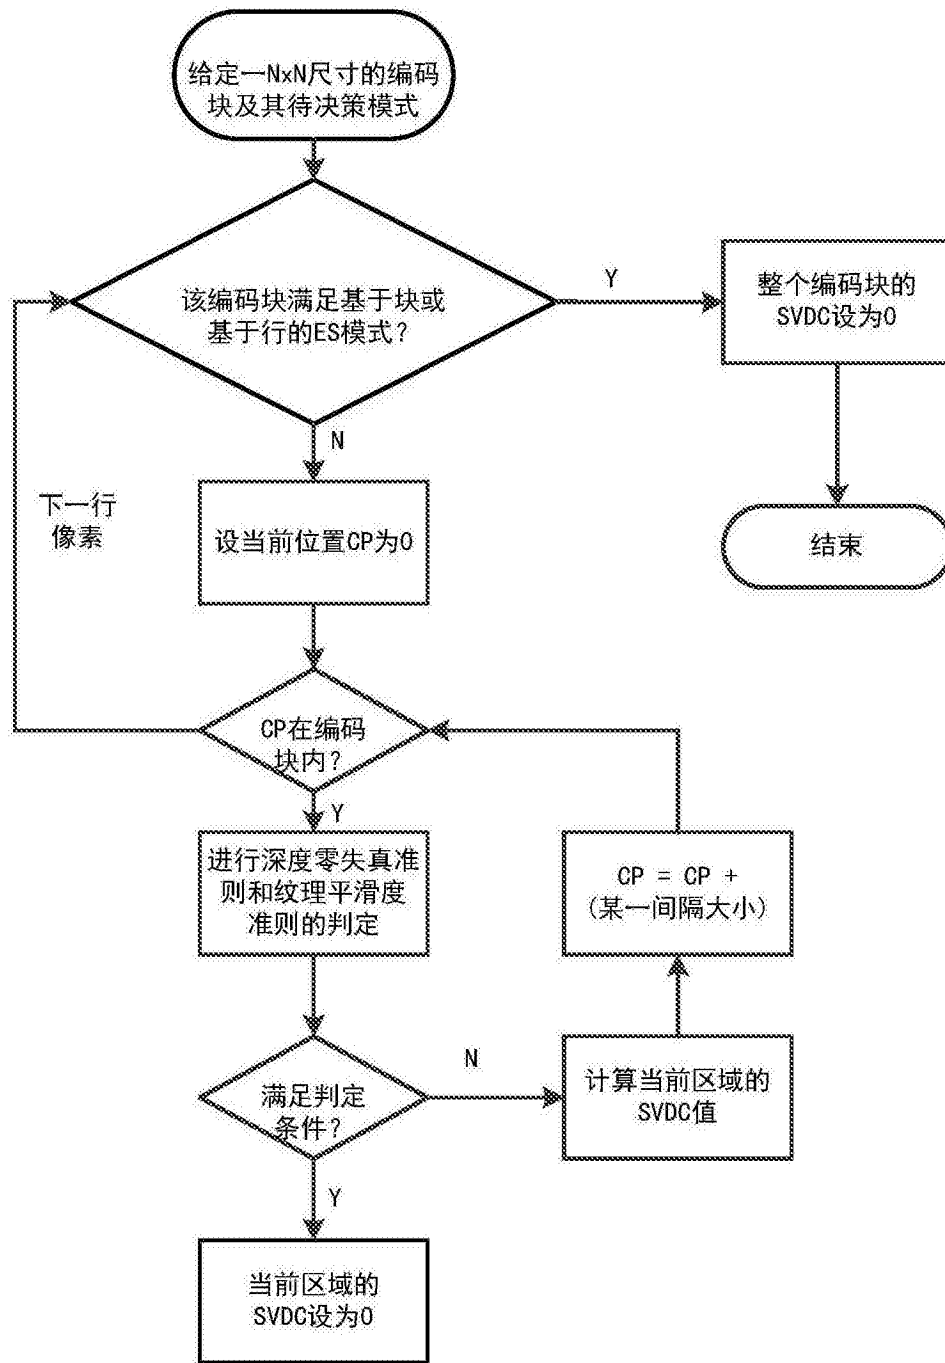 给定一NxN尺寸的编码
块及其待决策模式
该编码块满足基于块或
基于行的ES模式?
Y
整个编码块的
SVDC设为0
N
下一行
像素
设当前位置CP为0
结束
CP在编码
块内?
Y
进行深度零失真准
则和纹理平滑度
准则的判定
CP = CP +
(某一间隔大小)
满足判定
条件?
N
计算当前区域的
SVDC值
Y
当前区域的
SVDC设为0